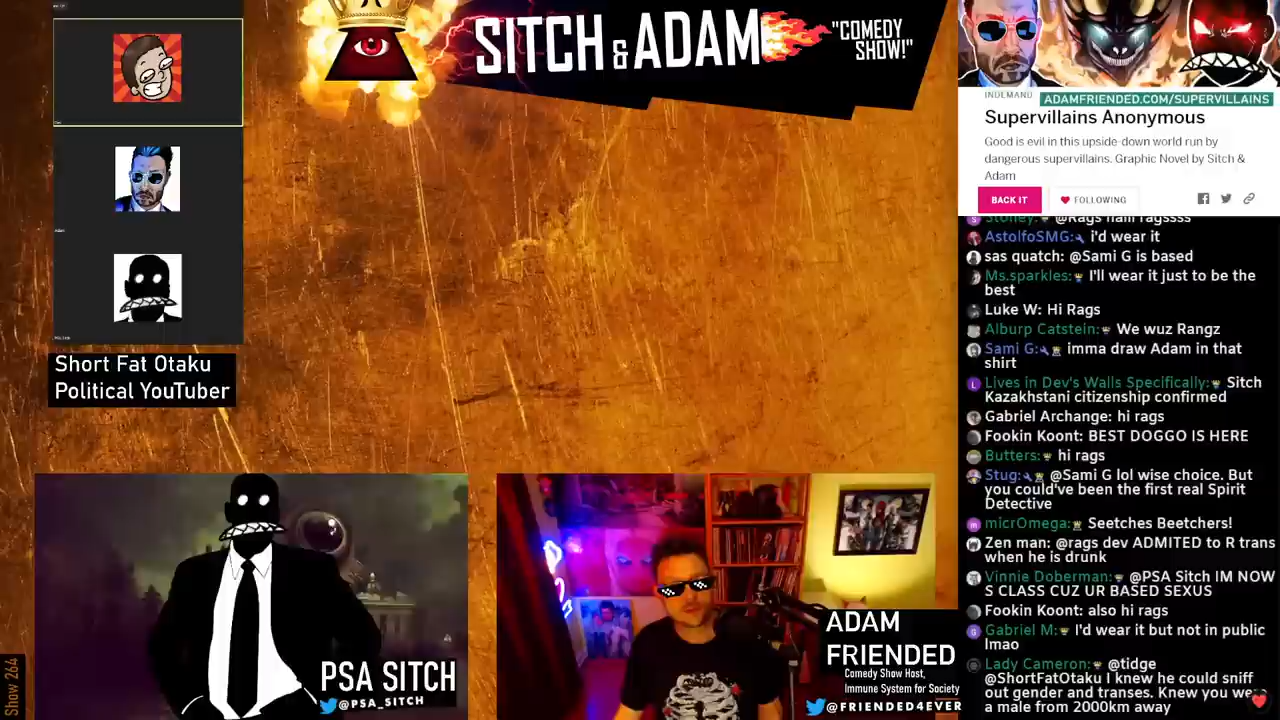 SITCH & ADAM
"COMEDY
SHOW!"
Short Fat Otaku
Political YouTuber
PSA SITCH
@PSA_SITCH
ADAM
FRIENDED
Comedy Show Host,
Immune System for Society
@FRIENDED4EVER
Show 264
INDEMAND
ADAMFRIENDED.COM/SUPERVILLAINS
Supervillains Anonymous
Good is evil in this upside-down world run by
dangerous supervillains. Graphic Novel by Sitch &
Adam
BACK IT
FOLLOWING
Stoney: @Rags hall ragssss
AstolfoSMG: i'd wear it
sas quatch: @Sami G is based
Ms.sparkles: I'll wear it just to be the
best
Luke W: Hi Rags
Alburp Catstein: We wuz Rangz
Sami G: imma draw Adam in that
shirt
Lives in Dev's Walls Specifically: Sitch
Kazakhstani citizenship confirmed
Gabriel Archange: hi rags
Fookin Koont: BEST DOGGO IS HERE
Butters: hi rags
Stug: @Sami G lol wise choice. But
you could've been the first real Spirit
Detective
micrOmega: Seetches Beetchers!
Zen man: @rags dev ADMITED to R trans
when he is drunk
Vinnie Doberman: @PSA Sitch IM NOW
S CLASS CUZ UR BASED SEXUS
Fookin Koont: also hi rags
Gabriel M: I'd wear it but not in public
lmao
Lady Cameron: @tidge
@ShortFatOtaku I knew he could sniff
out gender and transes. Knew you
a male from 2000km away